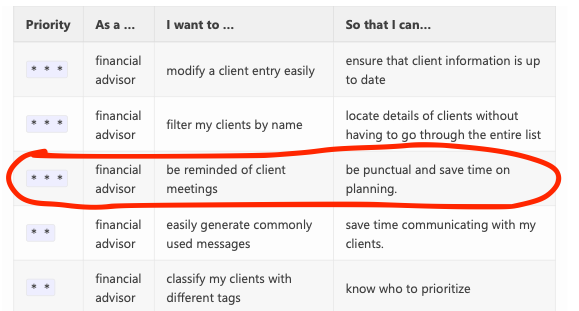 Priority As a ... I want to ... So that I can...
* * * financial advisor modify a client entry easily ensure that client information is up to date
* * * financial advisor filter my clients by name locate details of clients without having to go through the entire list
* * * financial advisor be reminded of client meetings be punctual and save time on planning.
* * financial advisor easily generate commonly used messages save time communicating with my clients.
* * financial advisor classify my clients with different tags know who to prioritize